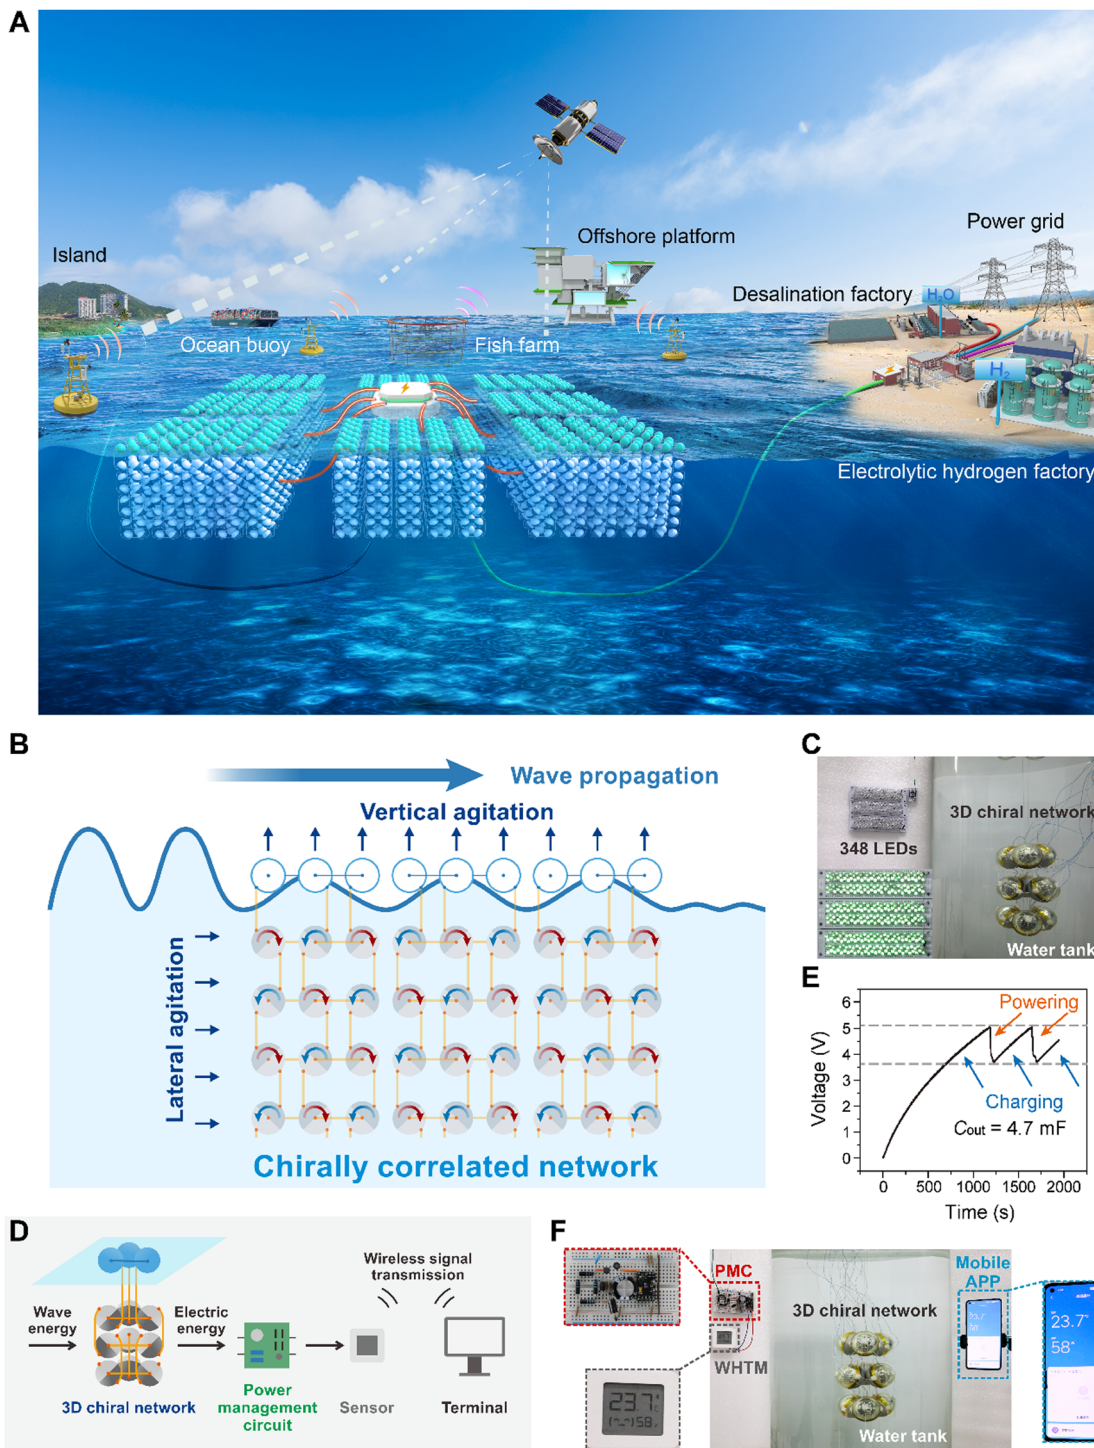 A
Island
Offshore platform
Power grid
Desalination factory
H₂O
Ocean buoy
Fish farm
H₂
Electrolytic hydrogen factory
B
Wave propagation
Vertical agitation
Lateral agitation
Chirally correlated network
C
3D chiral network
348 LEDs
Water tank
E
Voltage (V)
6
5
4
3
2
1
0
Powering
Charging
Cout = 4.7 mF
0 500 1000 1500 2000
Time (s)
D
Wave
energy
Electric
energy
Wireless signal
transmission
3D chiral network
Power
management
circuit
Sensor
Terminal
F
PMC
WHTM
3D chiral network
Water tank
Mobile
APP
23.7
58
23.7
58
23.7
58